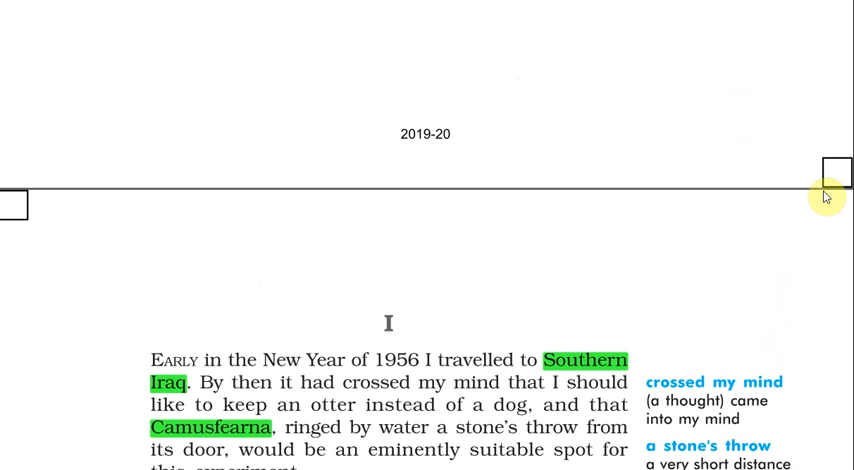 2019-20
I
EARLY in the New Year of 1956 I travelled to Southern
Iraq. By then it had crossed my mind that I should
like to keep an otter instead of a dog, and that
Camusfearna, ringed by water a stone's throw from
its door, would be an eminently suitable spot for
this experiment.
crossed my mind
(a thought) came
into my mind
a stone's throw
a very short distance